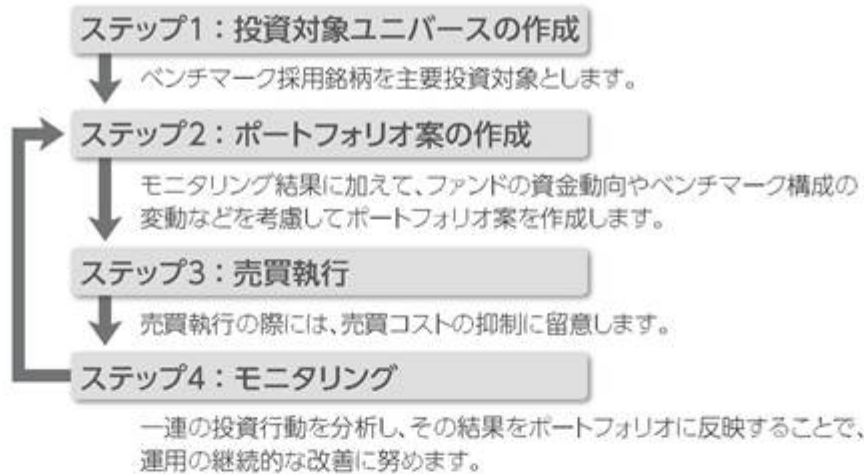 ステップ1：投資対象ユニバースの作成
ベンチマーク採用銘柄を主要投資対象とします。
ステップ2：ポートフォリオ案の作成
モニタリング結果に加えて、ファンドの資金動向やベンチマーク構成の
変動などを考慮してポートフォリオ案を作成します。
ステップ3：売買執行
売買執行の際には、売買コストの抑制に留意します。
ステップ4：モニタリング
一連の投資行動を分析し、その結果をポートフォリオに反映することで、
運用の継続的な改善に努めます。